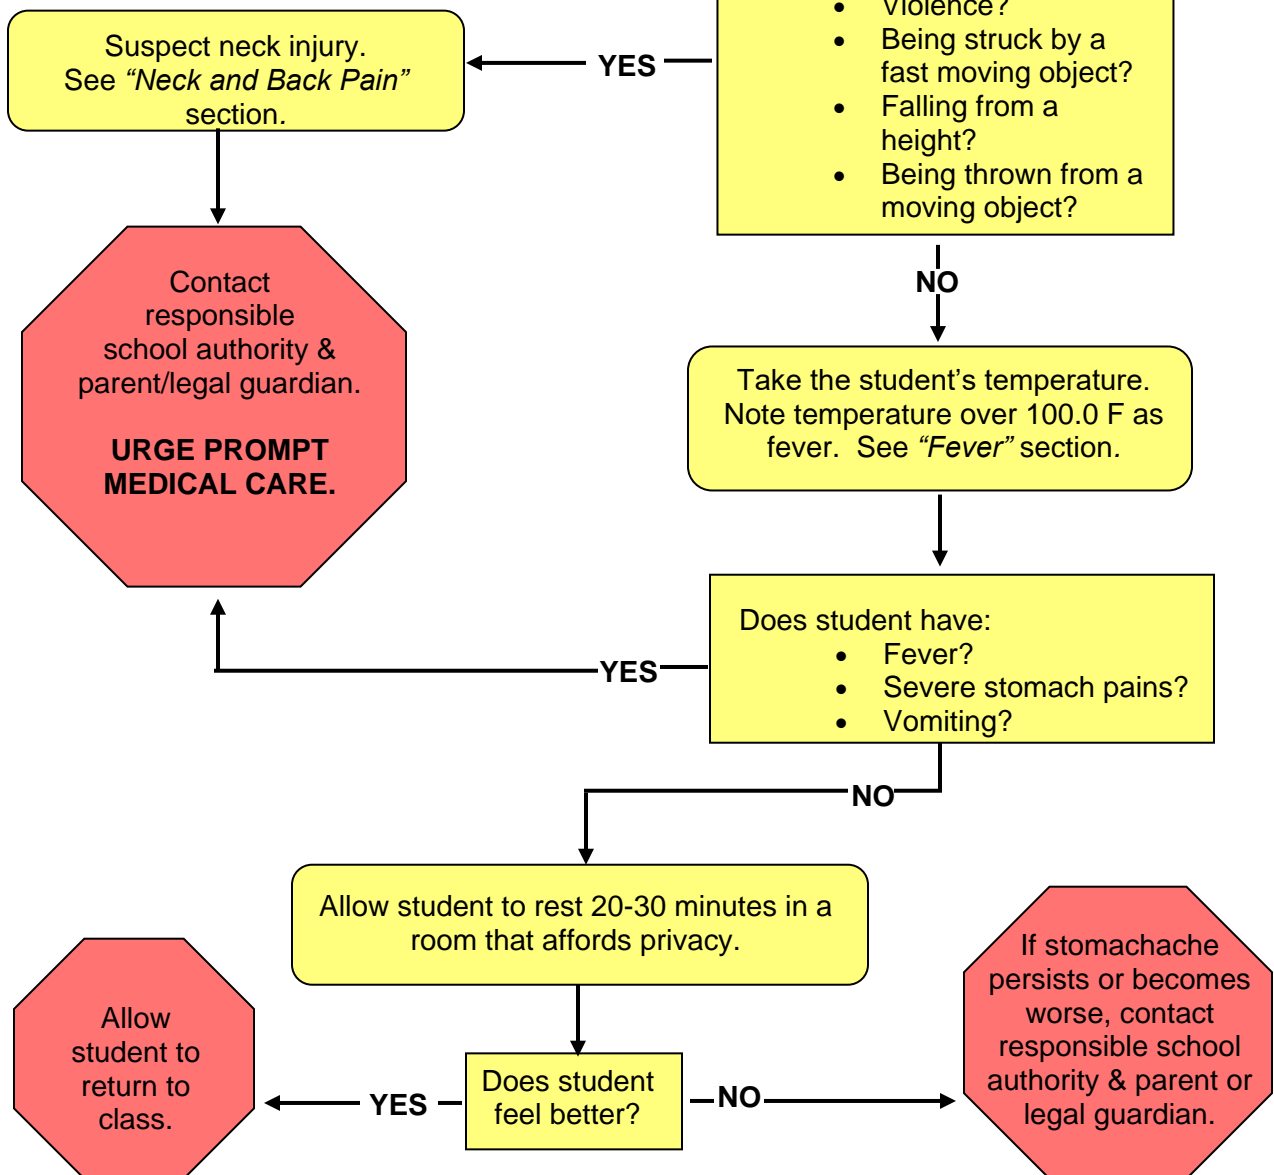 • Violence?
• Being struck by a
fast moving object?
• Falling from a
height?
• Being thrown from a
moving object?
YES
Suspect neck injury.
See “Neck and Back Pain”
section.
Contact
responsible
school authority &
parent/legal guardian.
URGE PROMPT
MEDICAL CARE.
NO
Take the student’s temperature.
Note temperature over 100.0 F as
fever. See “Fever” section.
Does student have:
• Fever?
• Severe stomach pains?
• Vomiting?
YES
NO
Allow student to rest 20-30 minutes in a
room that affords privacy.
Does student
feel better?
YES
Allow
student to
return to
class.
NO
If stomachache
persists or becomes
worse, contact
responsible school
authority & parent or
legal guardian.